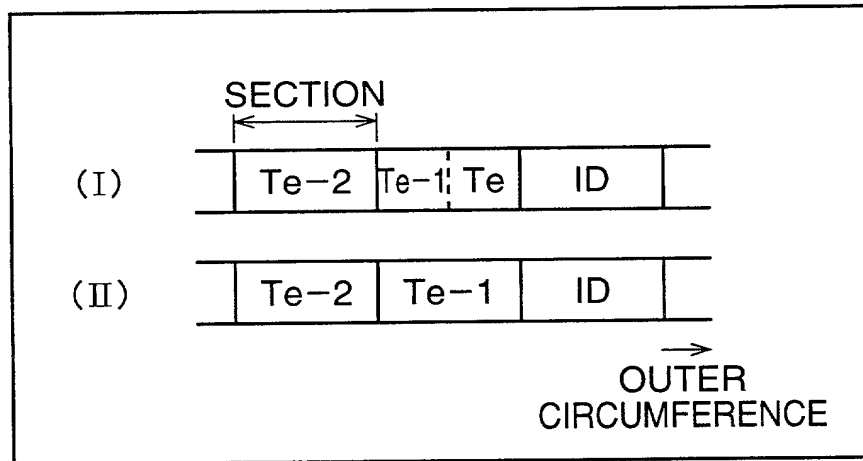 SECTION
(I) Te-2 Te-1 Te ID
(II) Te-2 Te-1 ID
OUTER
CIRCUMFERENCE